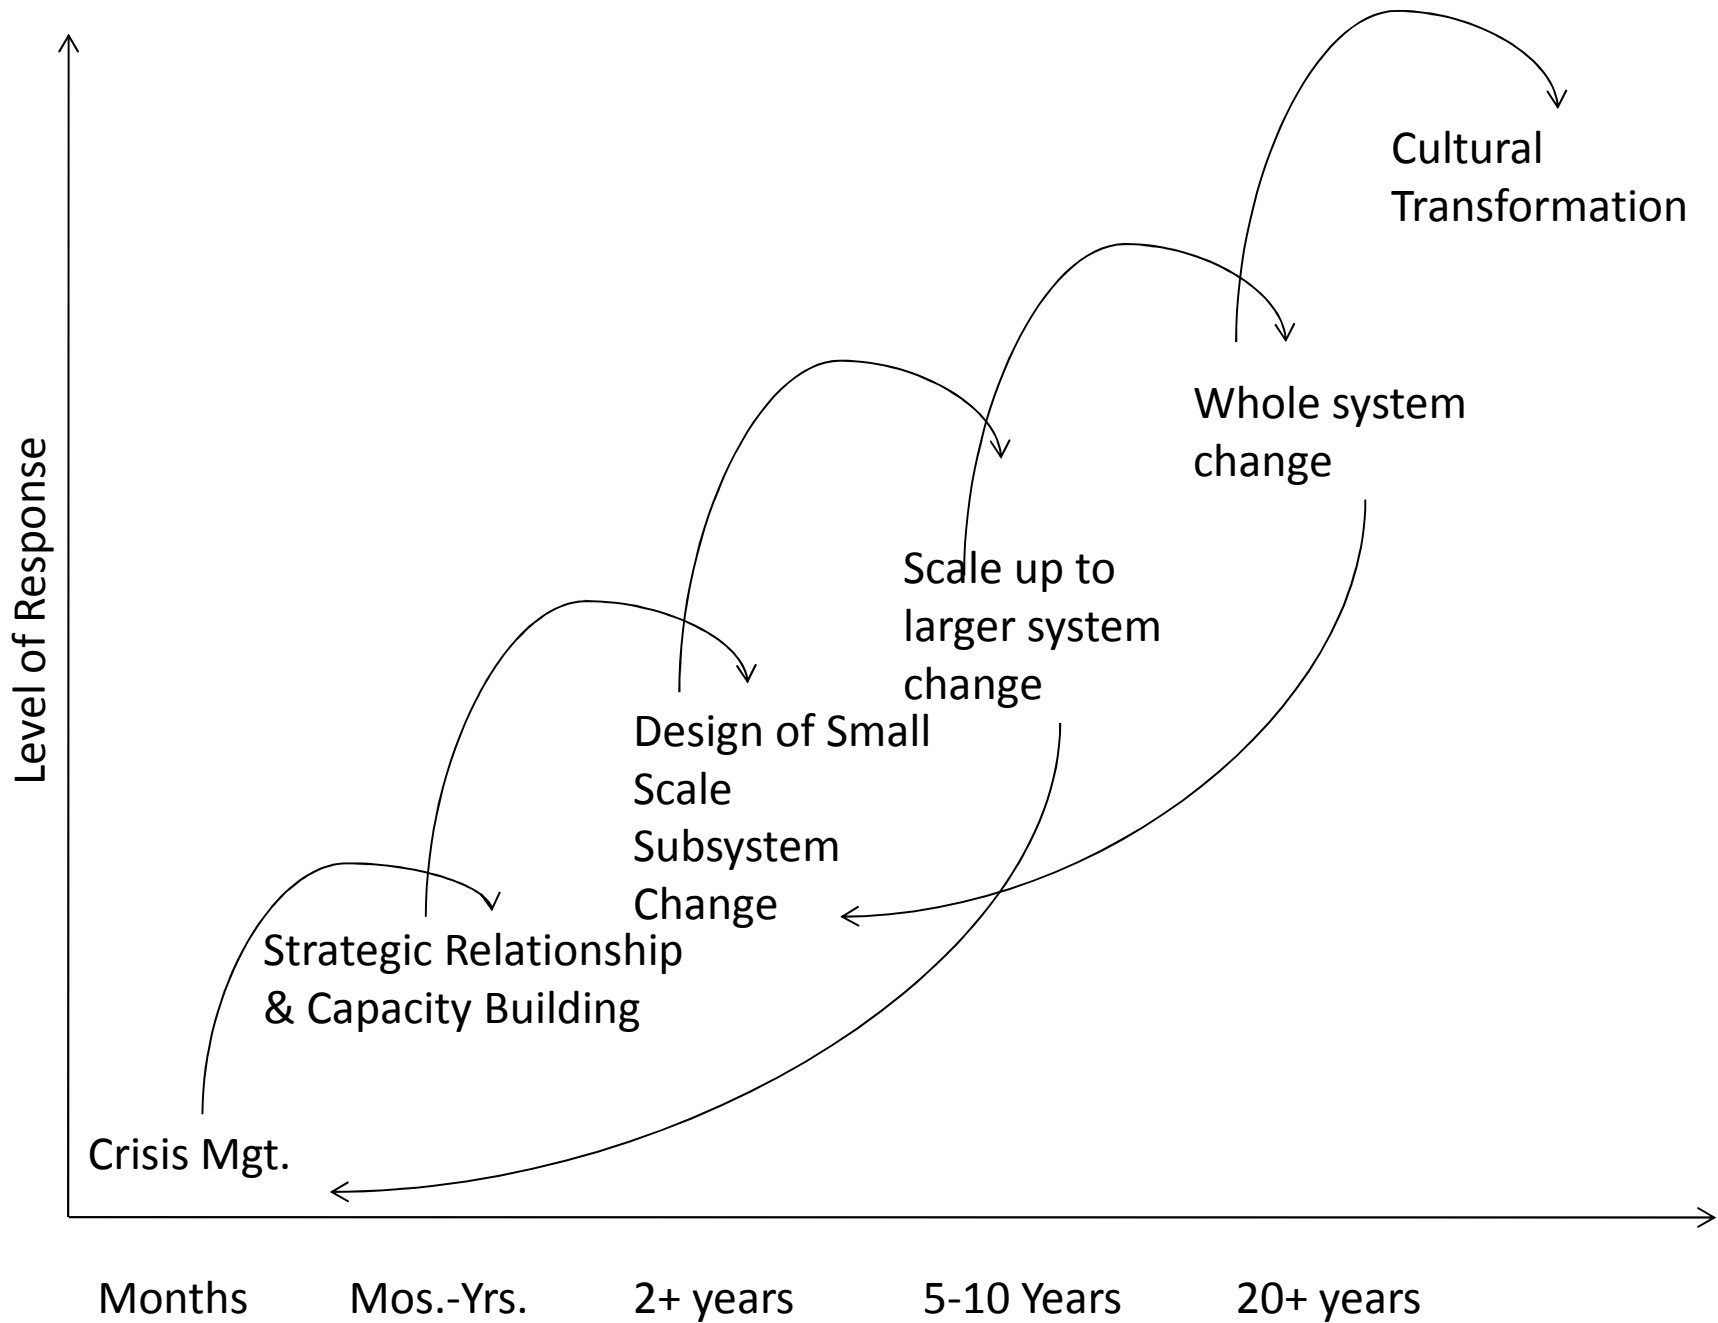 Cultural
Transformation
Whole system
change
Scale up to
larger system
change
Design of Small
Scale
Subsystem
Change
Strategic Relationship
& Capacity Building
Crisis Mgt.
Level of Response
Months
Mos.-Yrs.
2+ years
5-10 Years
20+ years